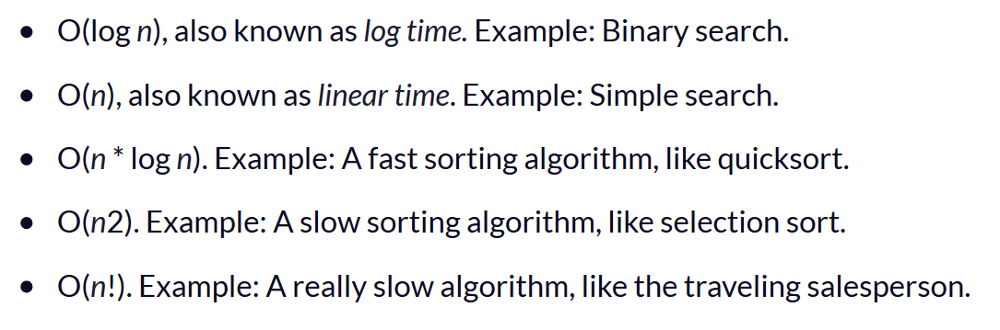 • O(log n), also known as log time. Example: Binary search.
• O(n), also known as linear time. Example: Simple search.
• O(n * log n). Example: A fast sorting algorithm, like quicksort.
• O(n2). Example: A slow sorting algorithm, like selection sort.
• O(n!). Example: A really slow algorithm, like the traveling salesperson.